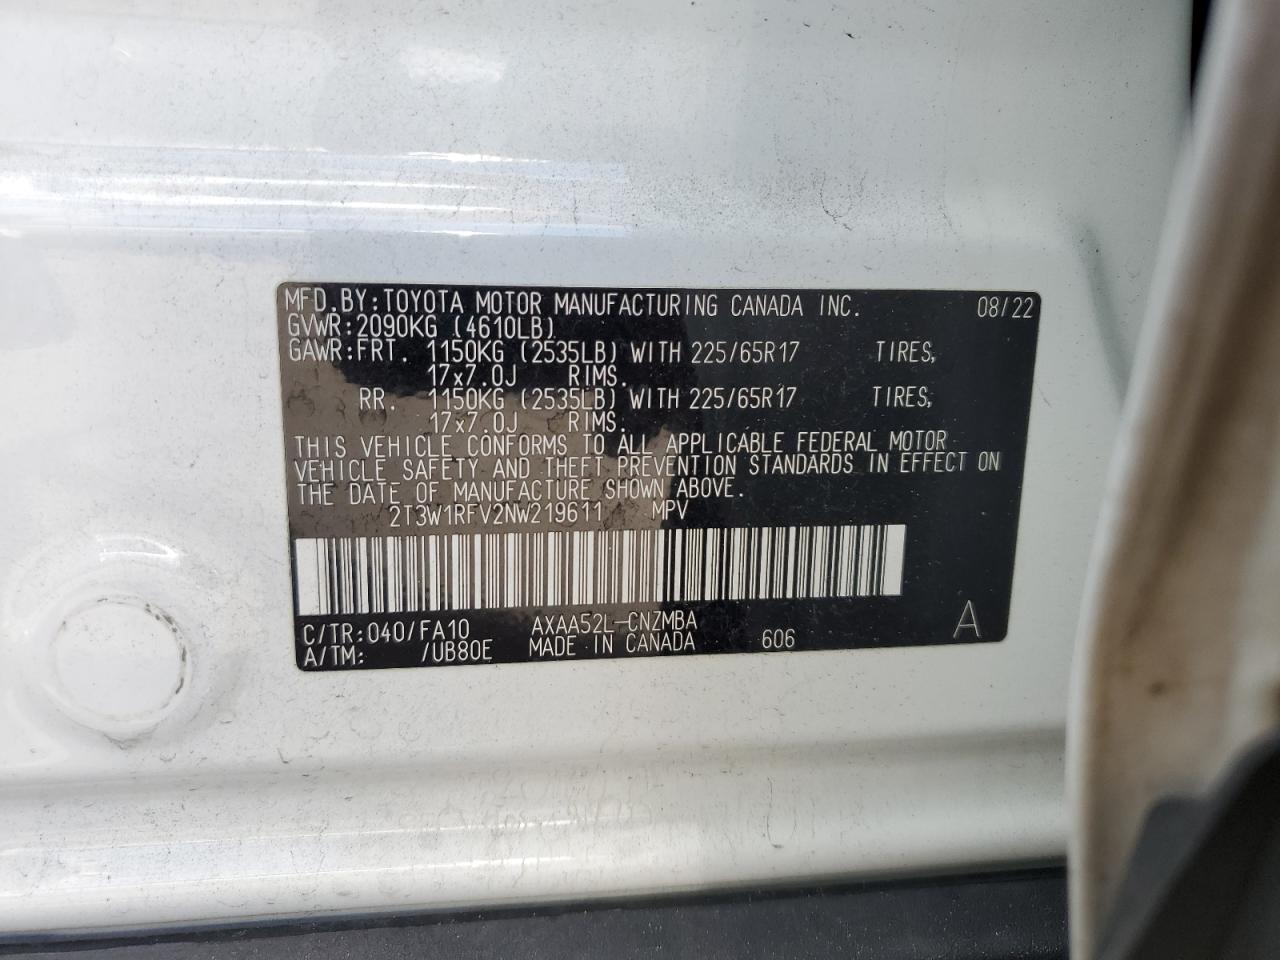 MFD.BY:TOYOTA MOTOR MANUFACTURING CANADA INC. 08/22
GVWR:2090KG (4610LB)
GAWR:FRT. 1150KG (2535LB) WITH 225/65R17 TIRES,
17x7.0J RIMS.
RR. 1150KG (2535LB) WITH 225/65R17 TIRES,
17x7.0J RIMS.
THIS VEHICLE CONFORMS TO ALL APPLICABLE FEDERAL MOTOR
VEHICLE SAFETY AND THEFT PREVENTION STANDARDS IN EFFECT ON
THE DATE OF MANUFACTURE SHOWN ABOVE.
2T3W1RFV2NW219611 MPV
C/TR:040/FA10 AXAA52L-CNZMBA
A/TM: /UB80E MADE IN CANADA 606 A